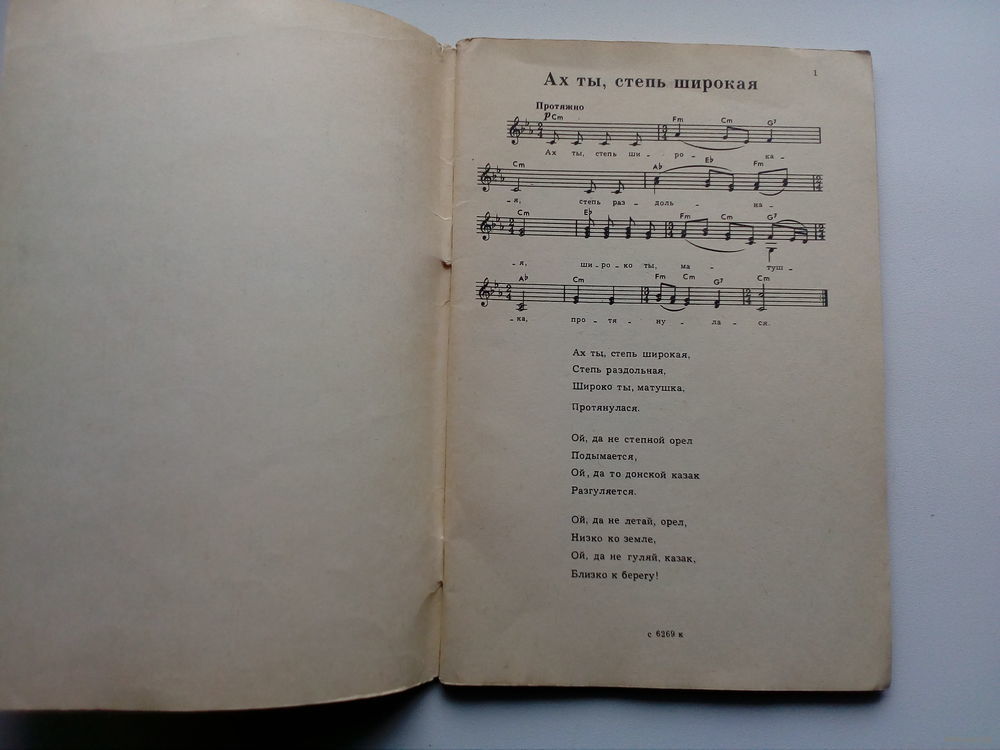 1
Ах ты, степь широкая
Протяжно
p Cm Fm Cm G7
Ах ты, степь ши - ро - ка -
Cm Ab Eb Fm
- я, степь раз - доль - на -
Cm Eb Fm Cm G7
- я, ши - ро - ко ты, ма - туш -
Ab Cm Fm Cm G7 Cm
- ка, про - тя - ну - ла - ся.
Ах ты, степь широкая,
Степь раздольная,
Широко ты, матушка,
Протянулася.
Ой, да не степной орел
Подымается,
Ой, да то донской казак
Разгуляется.
Ой, да не летай, орел,
Низко ко земле,
Ой, да не гуляй, казак,
Близко к берегу!
с 6269 к